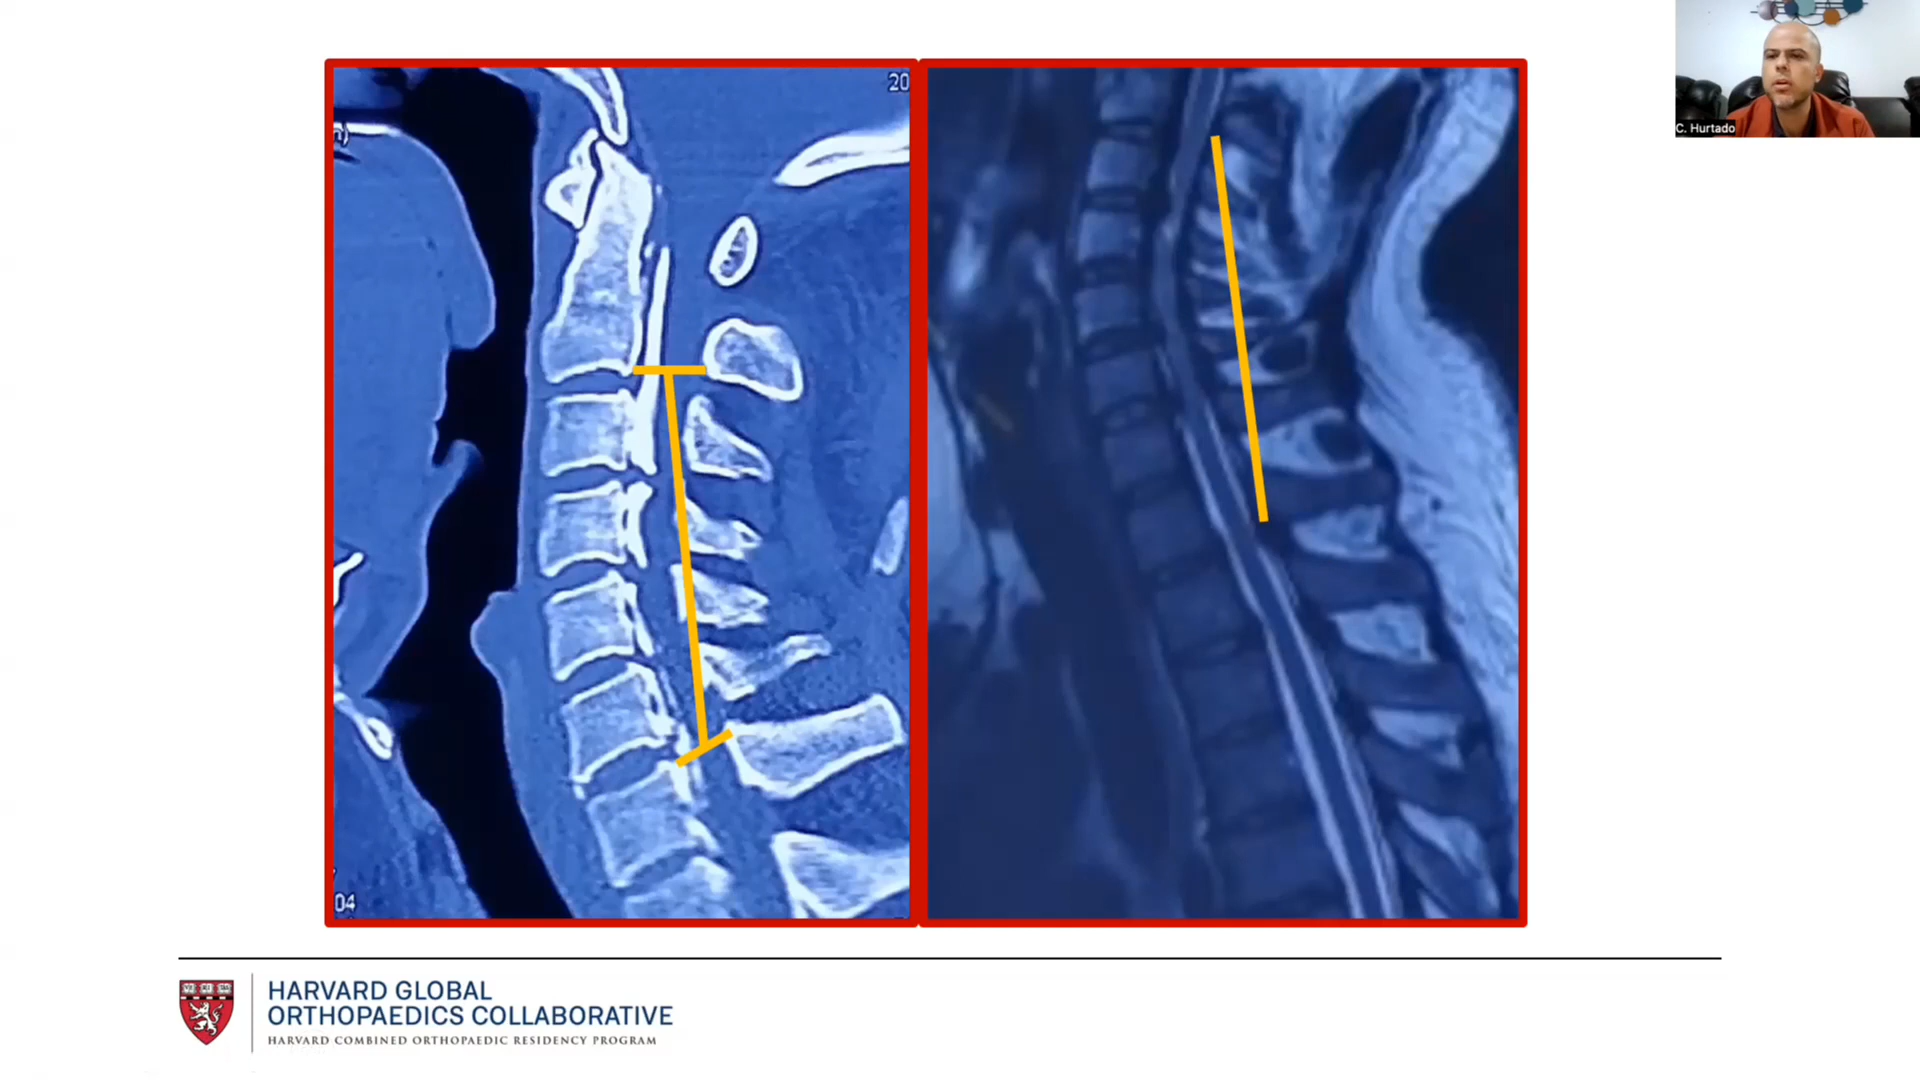 20
04
C. Hurtado
HARVARD GLOBAL
ORTHOPAEDICS COLLABORATIVE
HARVARD COMBINED ORTHOPAEDIC RESIDENCY PROGRAM